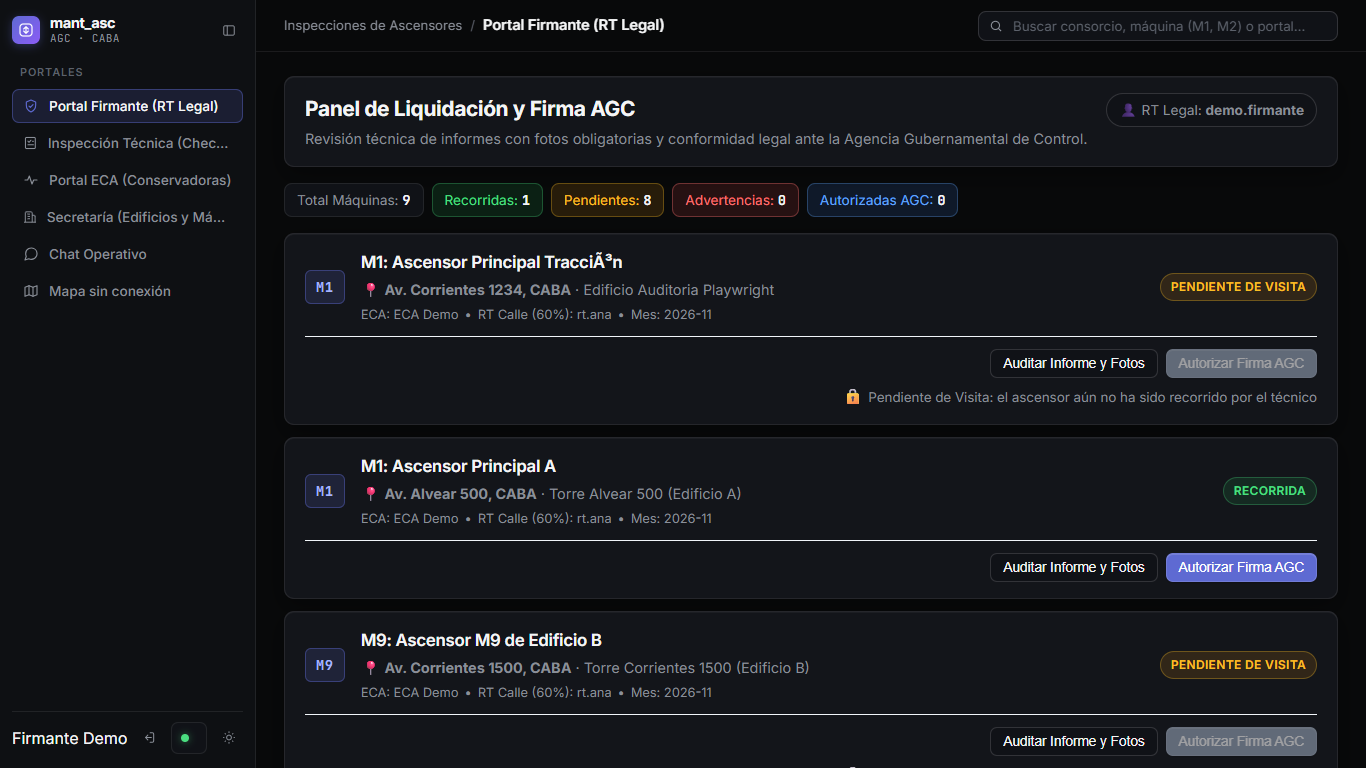 mant_asc
AGC · CABA
PORTALES
Portal Firmante (RT Legal)
Inspección Técnica (Chec...
Portal ECA (Conservadoras)
Secretaría (Edificios y Má...
Chat Operativo
Mapa sin conexión
Firmante Demo
Inspecciones de Ascensores / Portal Firmante (RT Legal)
Buscar consorcio, máquina (M1, M2) o portal...
Panel de Liquidación y Firma AGC
Revisión técnica de informes con fotos obligatorias y conformidad legal ante la Agencia Gubernamental de Control.
RT Legal: demo.firmante
Total Máquinas: 9
Recorridas: 1
Pendientes: 8
Advertencias: 0
Autorizadas AGC: 0
M1
M1: Ascensor Principal TracciÃ³n
Av. Corrientes 1234, CABA · Edificio Auditoria Playwright
ECA: ECA Demo • RT Calle (60%): rt.ana • Mes: 2026-11
PENDIENTE DE VISITA
Auditar Informe y Fotos
Autorizar Firma AGC
Pendiente de Visita: el ascensor aún no ha sido recorrido por el técnico
M1
M1: Ascensor Principal A
Av. Alvear 500, CABA · Torre Alvear 500 (Edificio A)
ECA: ECA Demo • RT Calle (60%): rt.ana • Mes: 2026-11
RECORRIDA
Auditar Informe y Fotos
Autorizar Firma AGC
M9
M9: Ascensor M9 de Edificio B
Av. Corrientes 1500, CABA · Torre Corrientes 1500 (Edificio B)
ECA: ECA Demo • RT Calle (60%): rt.ana • Mes: 2026-11
PENDIENTE DE VISITA
Auditar Informe y Fotos
Autorizar Firma AGC